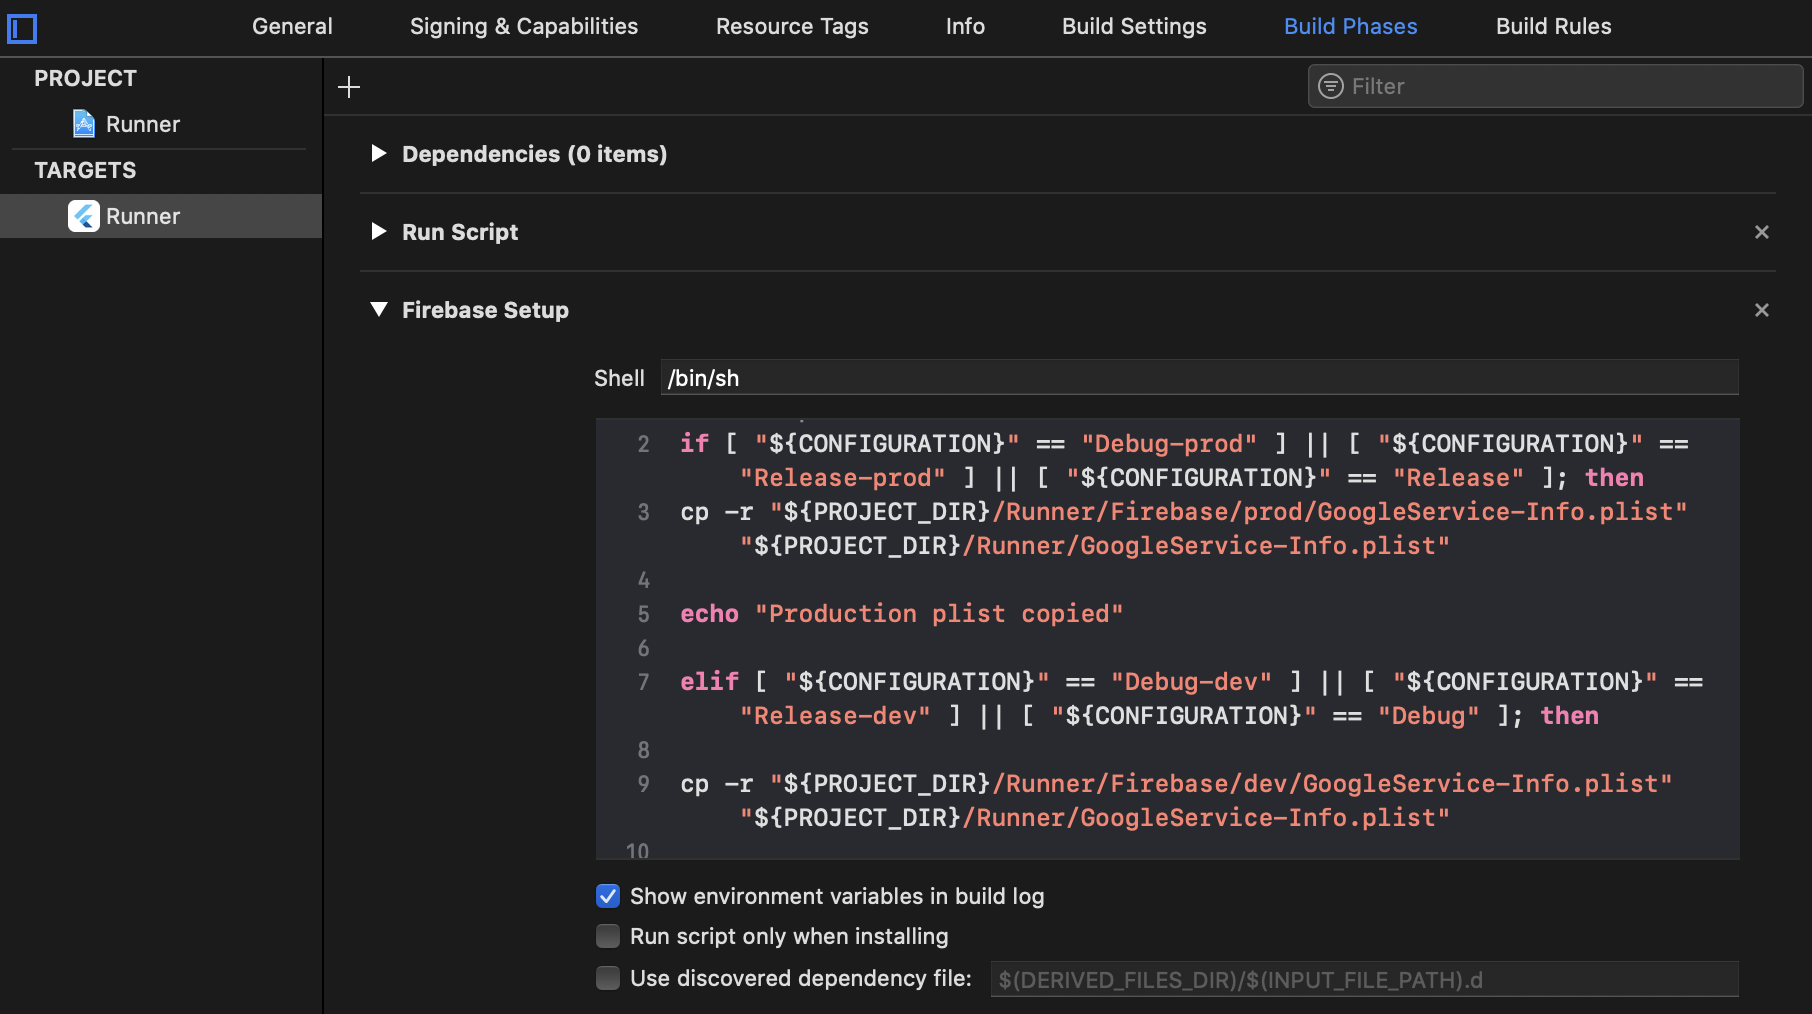 General Signing & Capabilities Resource Tags Info Build Settings Build Phases Build Rules
PROJECT
Runner
TARGETS
Runner
Filter
Dependencies (0 items)
Run Script
Firebase Setup
Shell /bin/sh
2 if [ "${CONFIGURATION}" == "Debug-prod" ] || [ "${CONFIGURATION}" ==
"Release-prod" ] || [ "${CONFIGURATION}" == "Release" ]; then
3 cp -r "${PROJECT_DIR}/Runner/Firebase/prod/GoogleService-Info.plist"
"${PROJECT_DIR}/Runner/GoogleService-Info.plist"
4
5 echo "Production plist copied"
6
7 elif [ "${CONFIGURATION}" == "Debug-dev" ] || [ "${CONFIGURATION}" ==
"Release-dev" ] || [ "${CONFIGURATION}" == "Debug" ]; then
8
9 cp -r "${PROJECT_DIR}/Runner/Firebase/dev/GoogleService-Info.plist"
"${PROJECT_DIR}/Runner/GoogleService-Info.plist"
10
Show environment variables in build log
Run script only when installing
Use discovered dependency file: $(DERIVED_FILES_DIR)/$(INPUT_FILE_PATH).d